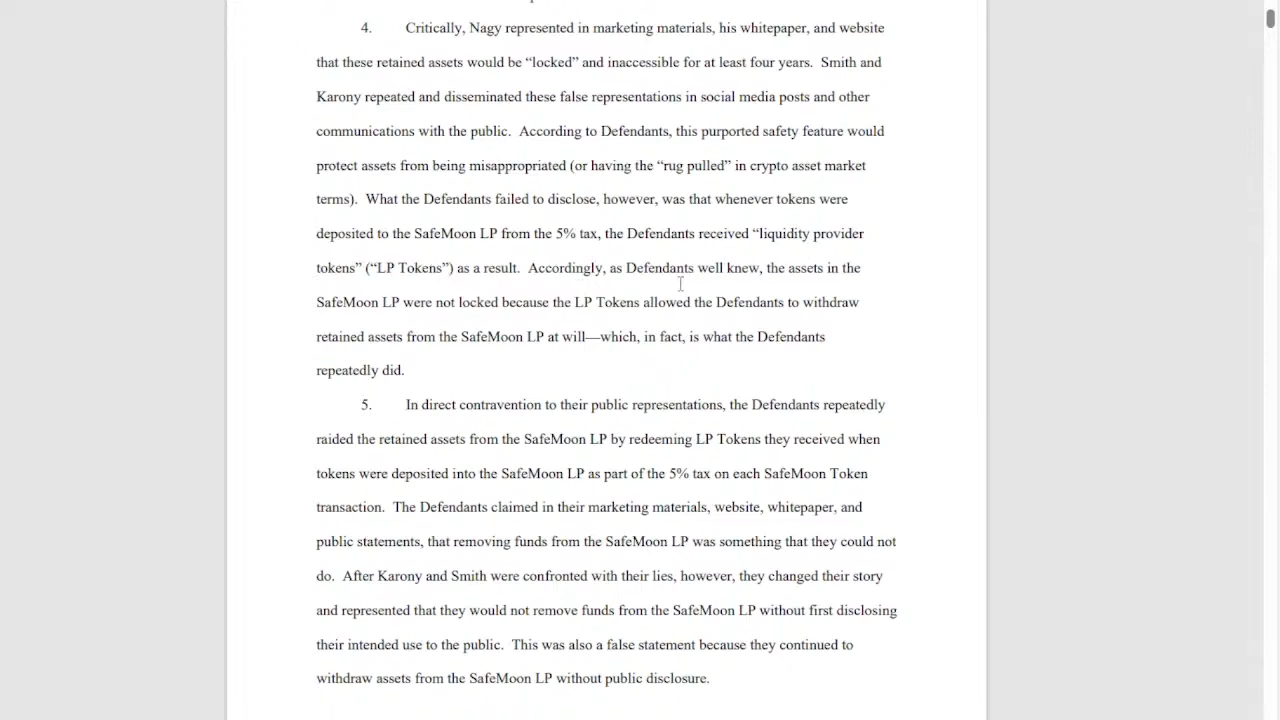 4. Critically, Nagy represented in marketing materials, his whitepaper, and website
that these retained assets would be “locked” and inaccessible for at least four years. Smith and
Karony repeated and disseminated these false representations in social media posts and other
communications with the public. According to Defendants, this purported safety feature would
protect assets from being misappropriated (or having the “rug pulled” in crypto asset market
terms). What the Defendants failed to disclose, however, was that whenever tokens were
deposited to the SafeMoon LP from the 5% tax, the Defendants received “liquidity provider
tokens” (“LP Tokens”) as a result. Accordingly, as Defendants well knew, the assets in the
SafeMoon LP were not locked because the LP Tokens allowed the Defendants to withdraw
retained assets from the SafeMoon LP at will—which, in fact, is what the Defendants
repeatedly did.
5. In direct contravention to their public representations, the Defendants repeatedly
raided the retained assets from the SafeMoon LP by redeeming LP Tokens they received when
tokens were deposited into the SafeMoon LP as part of the 5% tax on each SafeMoon Token
transaction. The Defendants claimed in their marketing materials, website, whitepaper, and
public statements, that removing funds from the SafeMoon LP was something that they could not
do. After Karony and Smith were confronted with their lies, however, they changed their story
and represented that they would not remove funds from the SafeMoon LP without first disclosing
their intended use to the public. This was also a false statement because they continued to
withdraw assets from the SafeMoon LP without public disclosure.